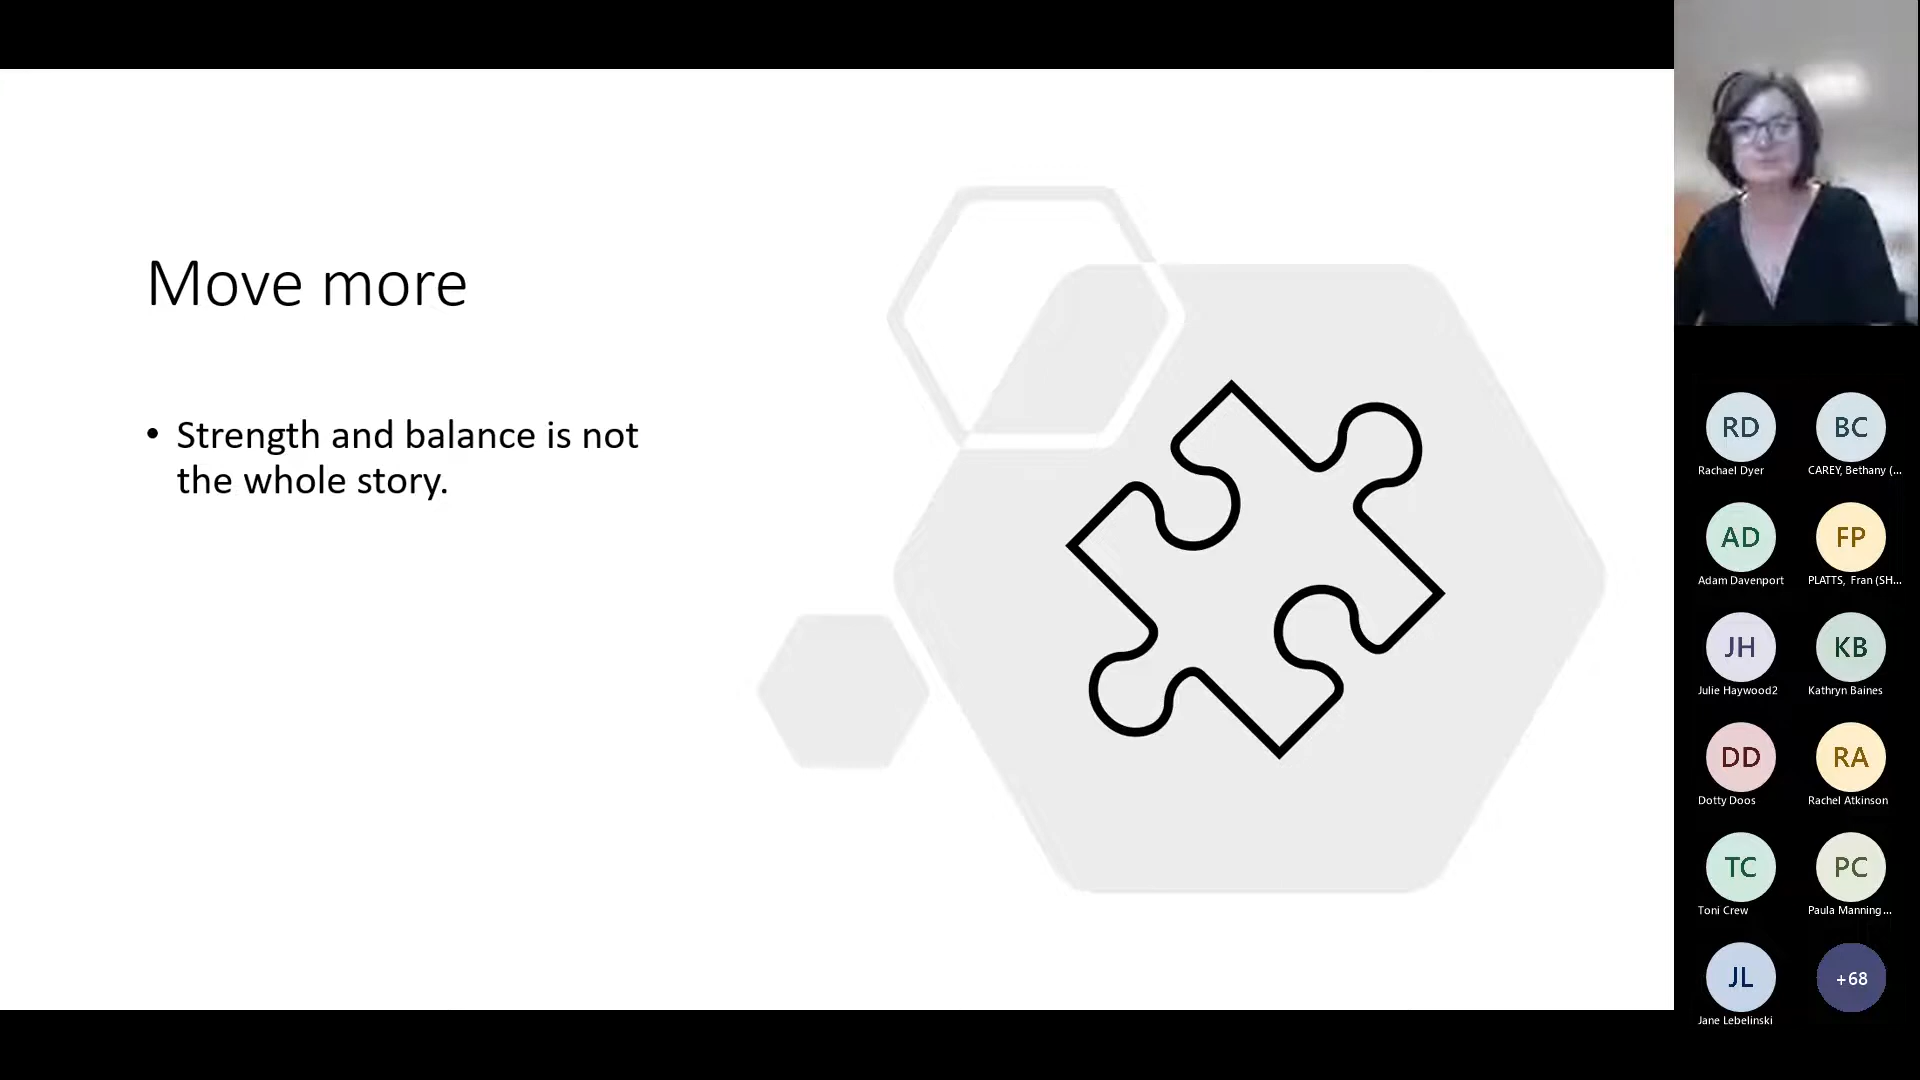 Move more
• Strength and balance is not
the whole story.
RD
BC
Rachael Dyer
CAREY, Bethany (...
AD
FP
Adam Davenport
PLATTS, Fran (SH...
JH
KB
Julie Haywood2
Kathryn Baines
DD
RA
Dotty Doos
Rachel Atkinson
TC
PC
Toni Crew
Paula Manning...
JL
+68
Jane Lebelinski